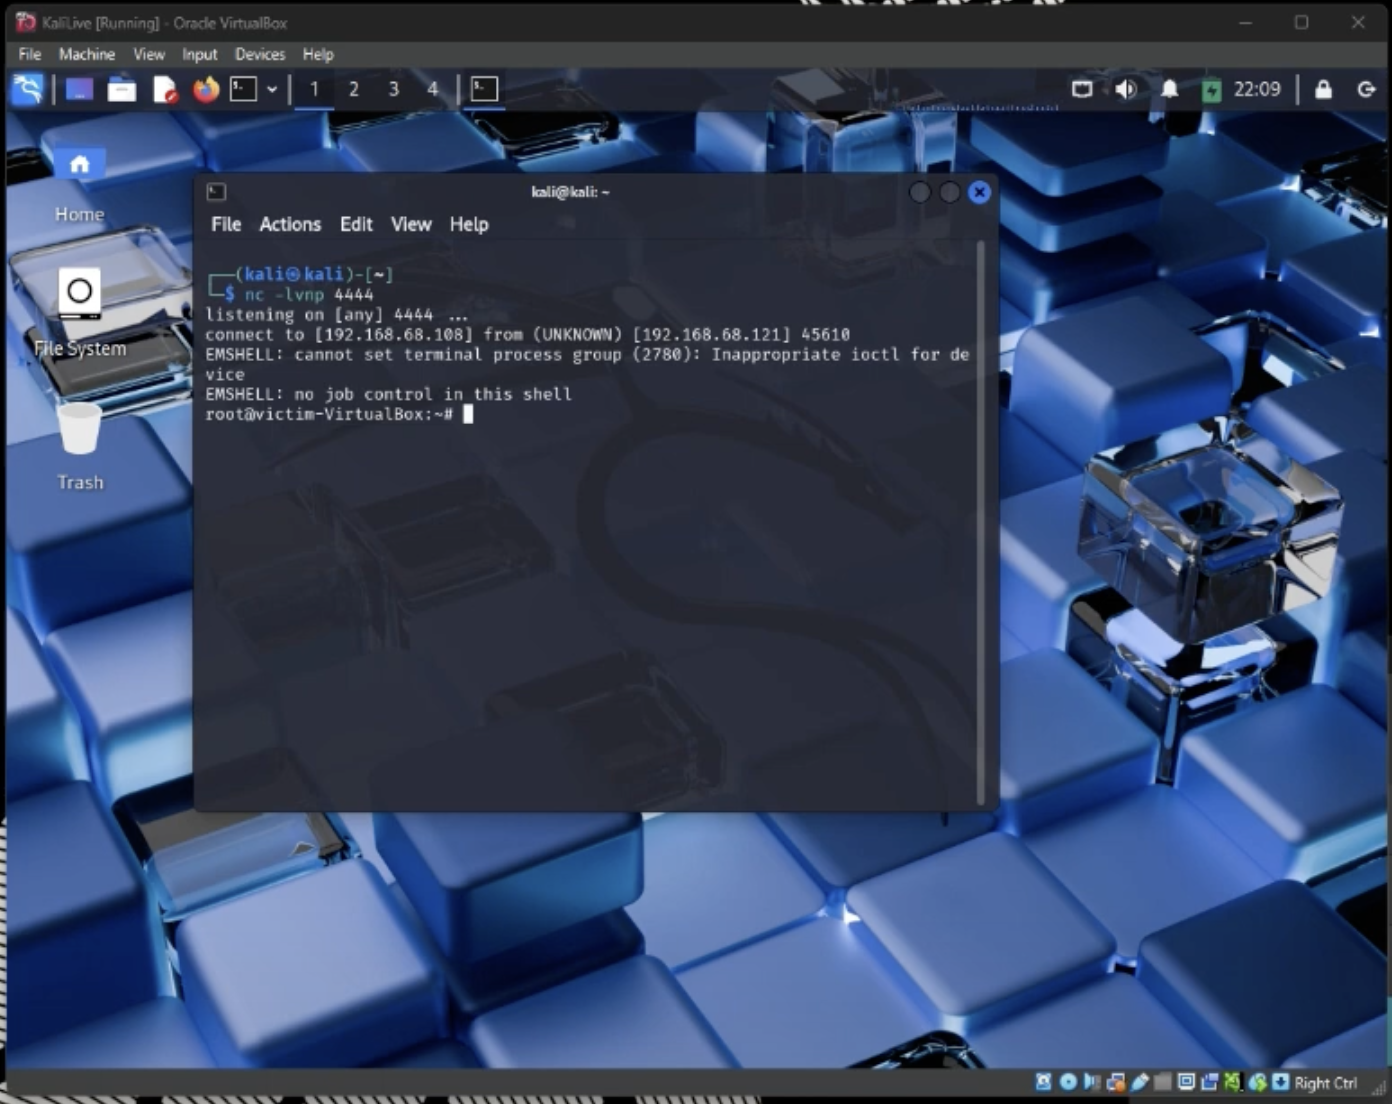 KaliLive [Running] - Oracle VirtualBox
File Machine View Input Devices Help
1 2 3 4 22:09
Home
File System
Trash
kali@kali: ~
File Actions Edit View Help
┌──(kali㉿kali)-[~]
└─$ nc -lvnp 4444
listening on [any] 4444 ...
connect to [192.168.68.108] from (UNKNOWN) [192.168.68.121] 45610
EMSHELL: cannot set terminal process group (2780): Inappropriate ioctl for de
vice
EMSHELL: no job control in this shell
root@victim-VirtualBox:~#
Right Ctrl